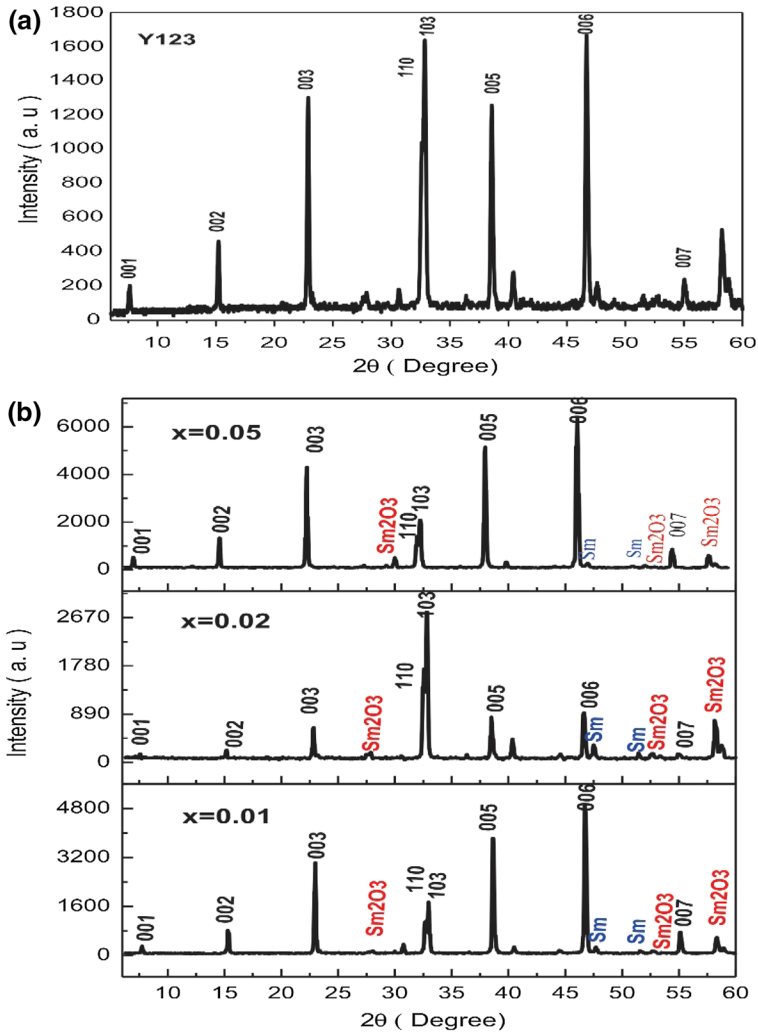 (a)
Y123
Intensity ( a. u )
1800
1600
1400
1200
1000
800
600
400
200
0
001
002
003
110
103
005
006
007
10 15 20 25 30 35 40 45 50 55 60
2θ ( Degree)
(b)
Intensity ( a. u )
x=0.05
6000
4000
2000
0
001
002
003
Sm2O3
110
103
005
006
Sm
Sm
Sm2O3
007
Sm2O3
x=0.02
2670
1780
890
0
001
002
003
Sm2O3
110
103
005
006
Sm
Sm
Sm2O3
007
Sm2O3
x=0.01
4800
3200
1600
0
001
002
003
Sm2O3
110
103
005
006
Sm
Sm
Sm2O3
007
Sm2O3
10 15 20 25 30 35 40 45 50 55 60
2θ ( Degree)